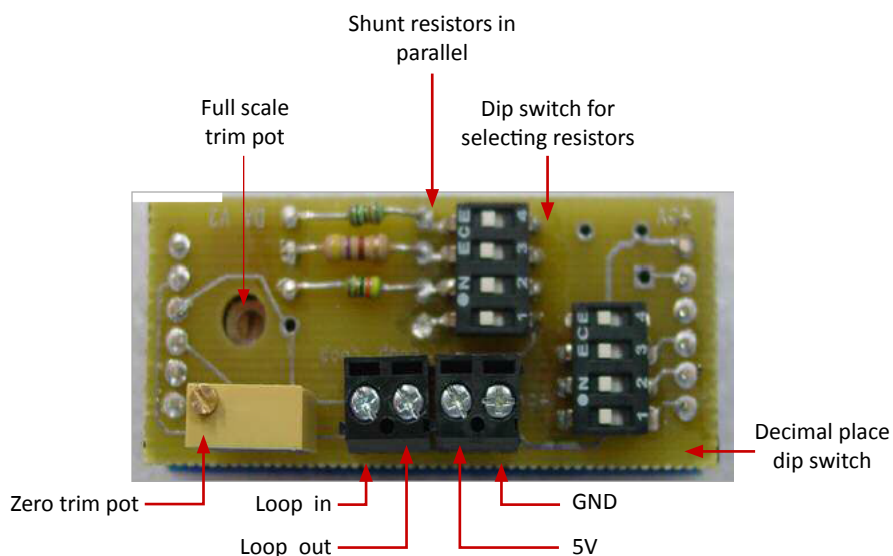 Shunt resistors in
parallel
Full scale
trim pot
Dip switch for
selecting resistors
ECE
4
3
2
ON
1
ECE
4
3
2
ON
1
Decimal place
dip switch
Zero trim pot
Loop in
GND
Loop out
5V